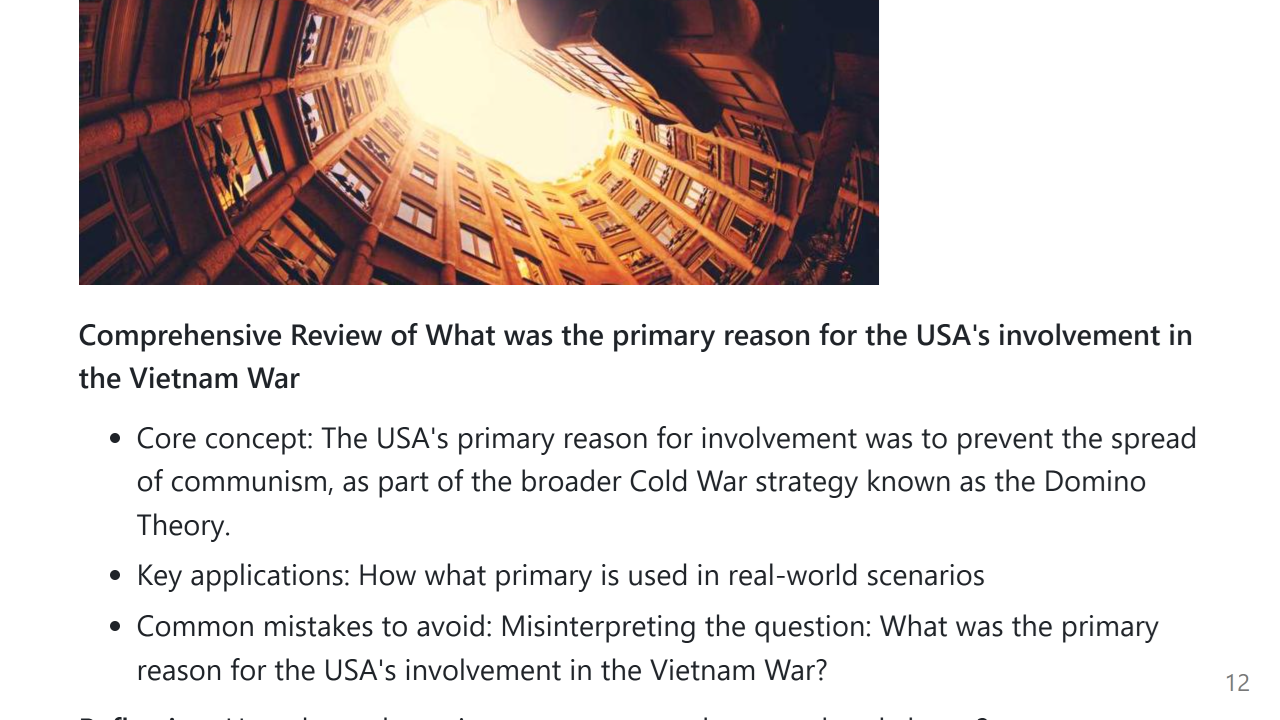 Comprehensive Review of What was the primary reason for the USA's involvement in
the Vietnam War
• Core concept: The USA's primary reason for involvement was to prevent the spread
of communism, as part of the broader Cold War strategy known as the Domino
Theory.
• Key applications: How what primary is used in real-world scenarios
• Common mistakes to avoid: Misinterpreting the question: What was the primary
reason for the USA's involvement in the Vietnam War?
12